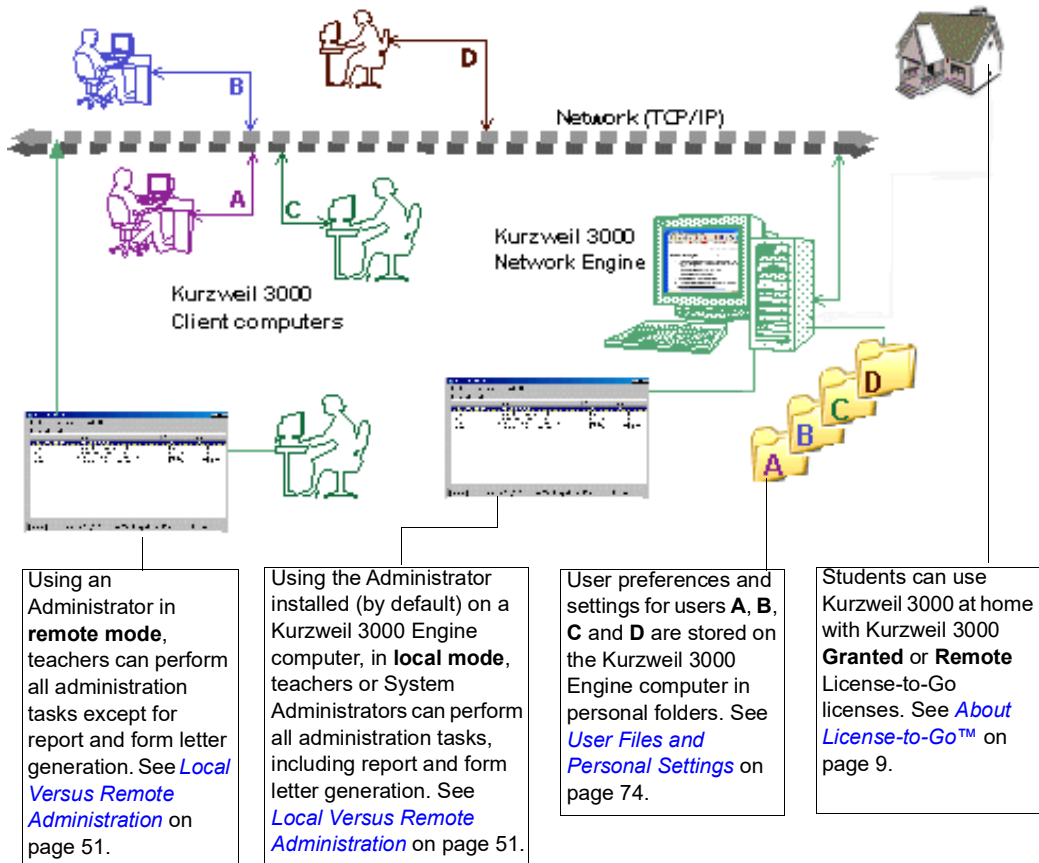 B
D
Network (TCP/IP)
A
C
Kurzweil 3000
Network Engine
Kurzweil 3000
Client computers
D
C
B
A
Using an
Administrator in
remote mode,
teachers can perform
all administration
tasks except for
report and form letter
generation. See Local
Versus Remote
Administration on
page 51.
Using the Administrator
installed (by default) on a
Kurzweil 3000 Engine
computer, in local mode,
teachers or System
Administrators can perform
all administration tasks,
including report and form
letter generation. See
Local Versus Remote
Administration on page 51.
User preferences and
settings for users A, B,
C and D are stored on
the Kurzweil 3000
Engine computer in
personal folders. See
User Files and
Personal Settings on
page 74.
Students can use
Kurzweil 3000 at home
with Kurzweil 3000
Granted or Remote
License-to-Go
licenses. See About
License-to-Go™ on
page 9.